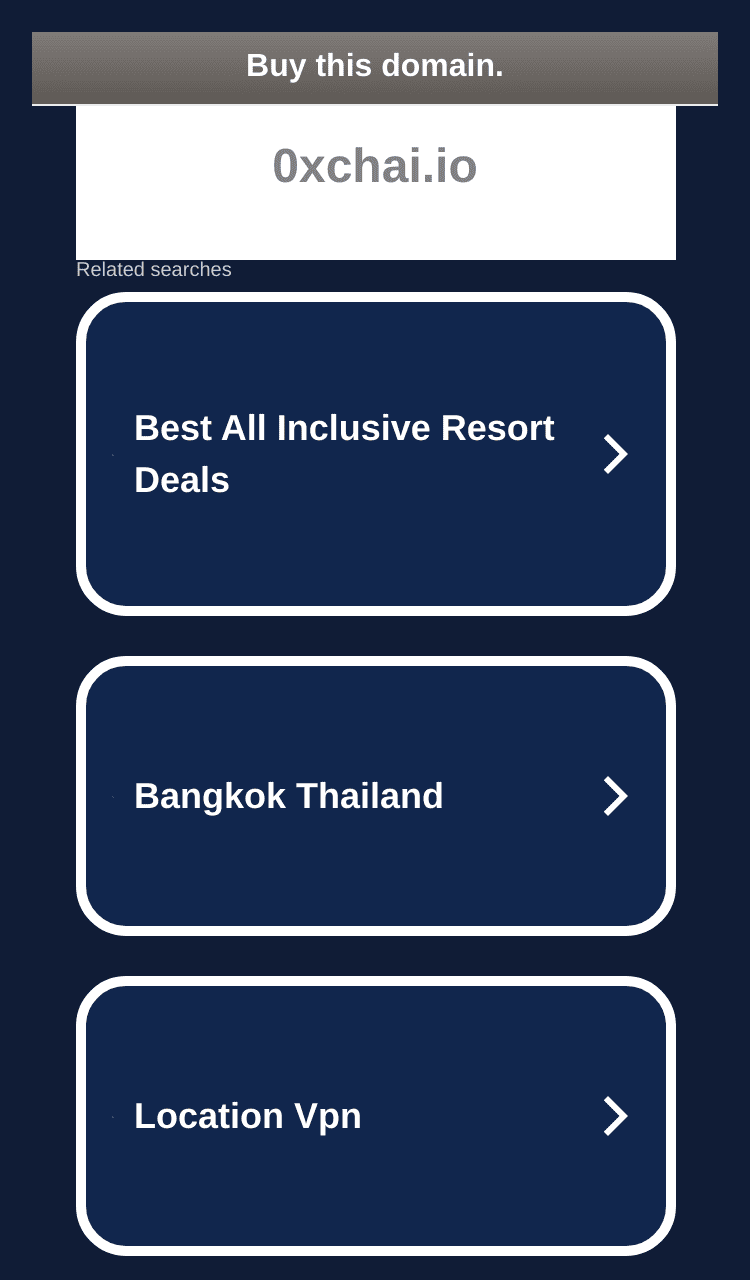 Buy this domain.
0xchai.io
Related searches
Best All Inclusive Resort
Deals
Bangkok Thailand
Location Vpn